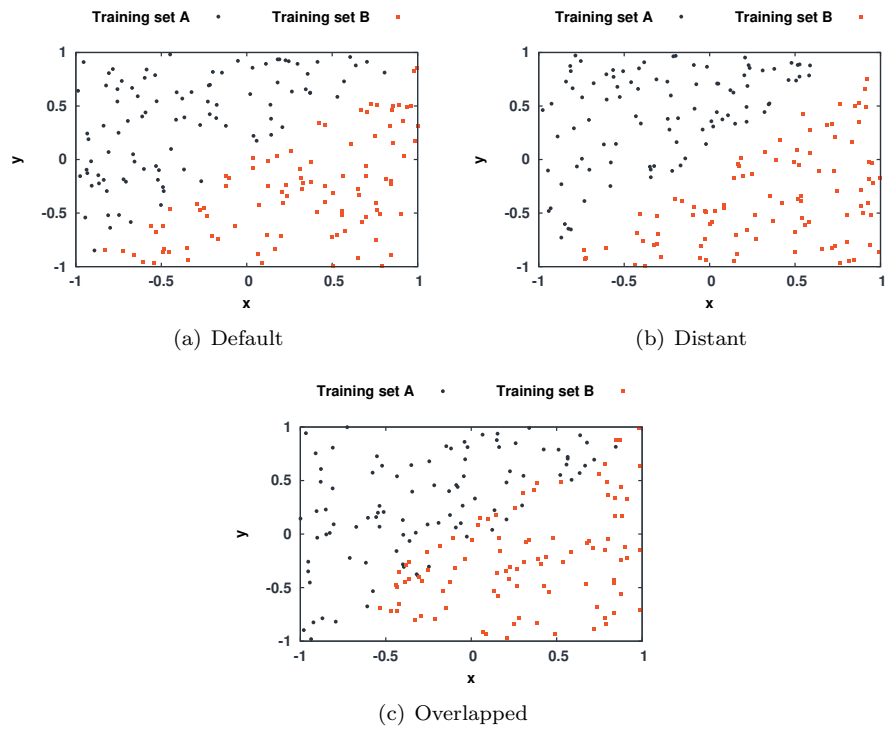 Training set A Training set B Training set A Training set B
1 1
0.5 0.5
y 0 y 0
-0.5 -0.5
-1 -1
-1 -0.5 0 0.5 1 -1 -0.5 0 0.5 1
x x
(a) Default (b) Distant
Training set A Training set B
1
0.5
y 0
-0.5
-1
-1 -0.5 0 0.5 1
x
(c) Overlapped